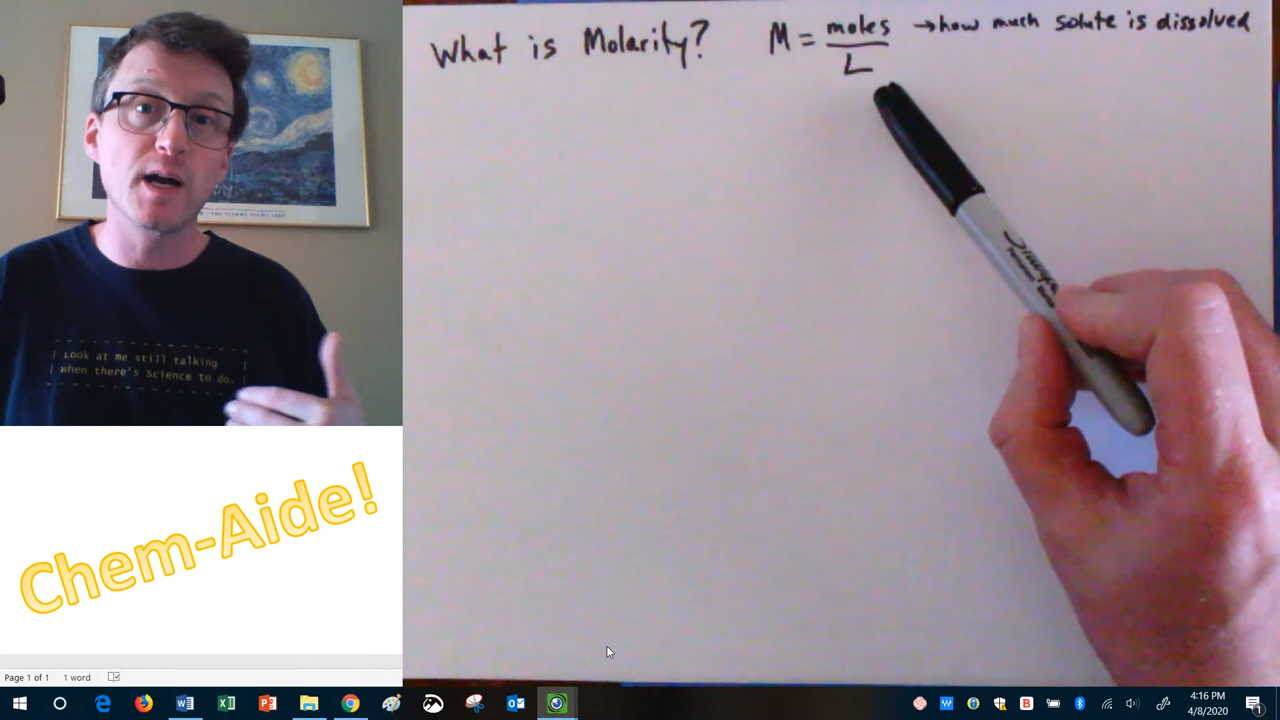 What is Molarity? M = moles → how much solute is dissolved
L
Look at me still talking
when there's Science to do.
Chem-Aide!
Page 1 of 1 1 word
4:16 PM
4/8/2020